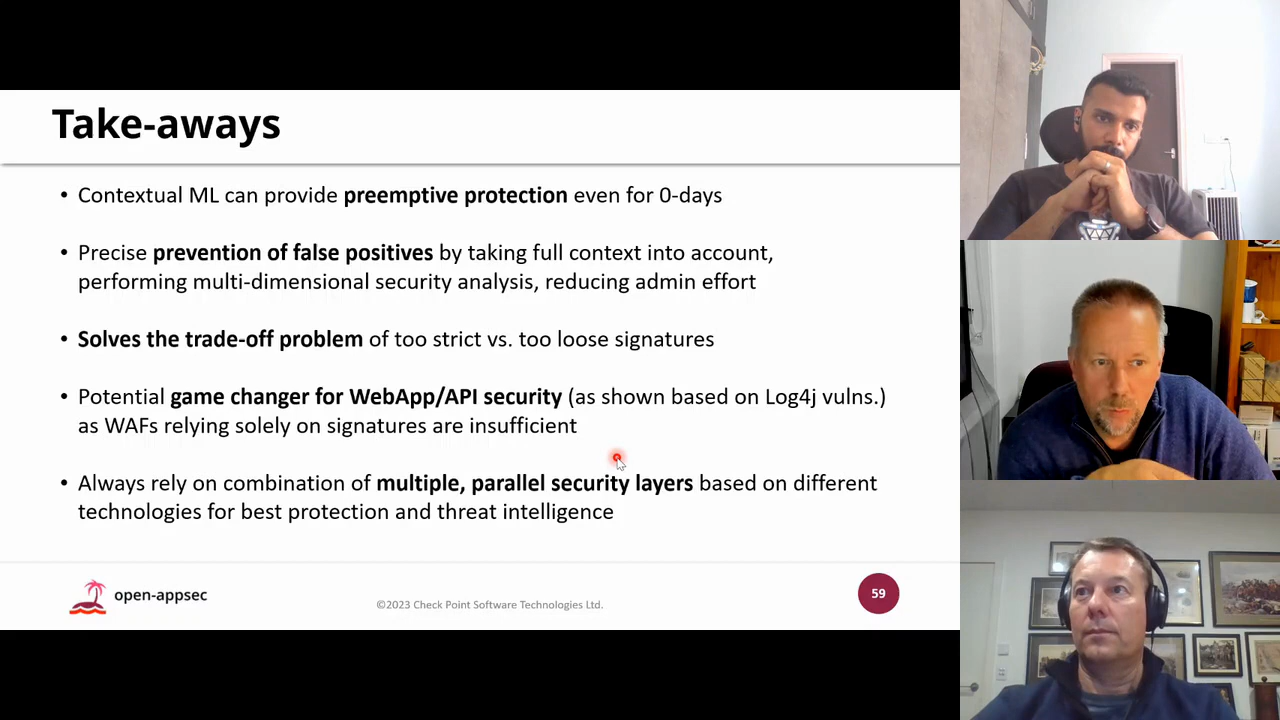 Take-aways
• Contextual ML can provide preemptive protection even for 0-days
• Precise prevention of false positives by taking full context into account,
performing multi-dimensional security analysis, reducing admin effort
• Solves the trade-off problem of too strict vs. too loose signatures
• Potential game changer for WebApp/API security (as shown based on Log4j vulns.)
as WAFs relying solely on signatures are insufficient
• Always rely on combination of multiple, parallel security layers based on different
technologies for best protection and threat intelligence
open-appsec
©2023 Check Point Software Technologies Ltd.
59